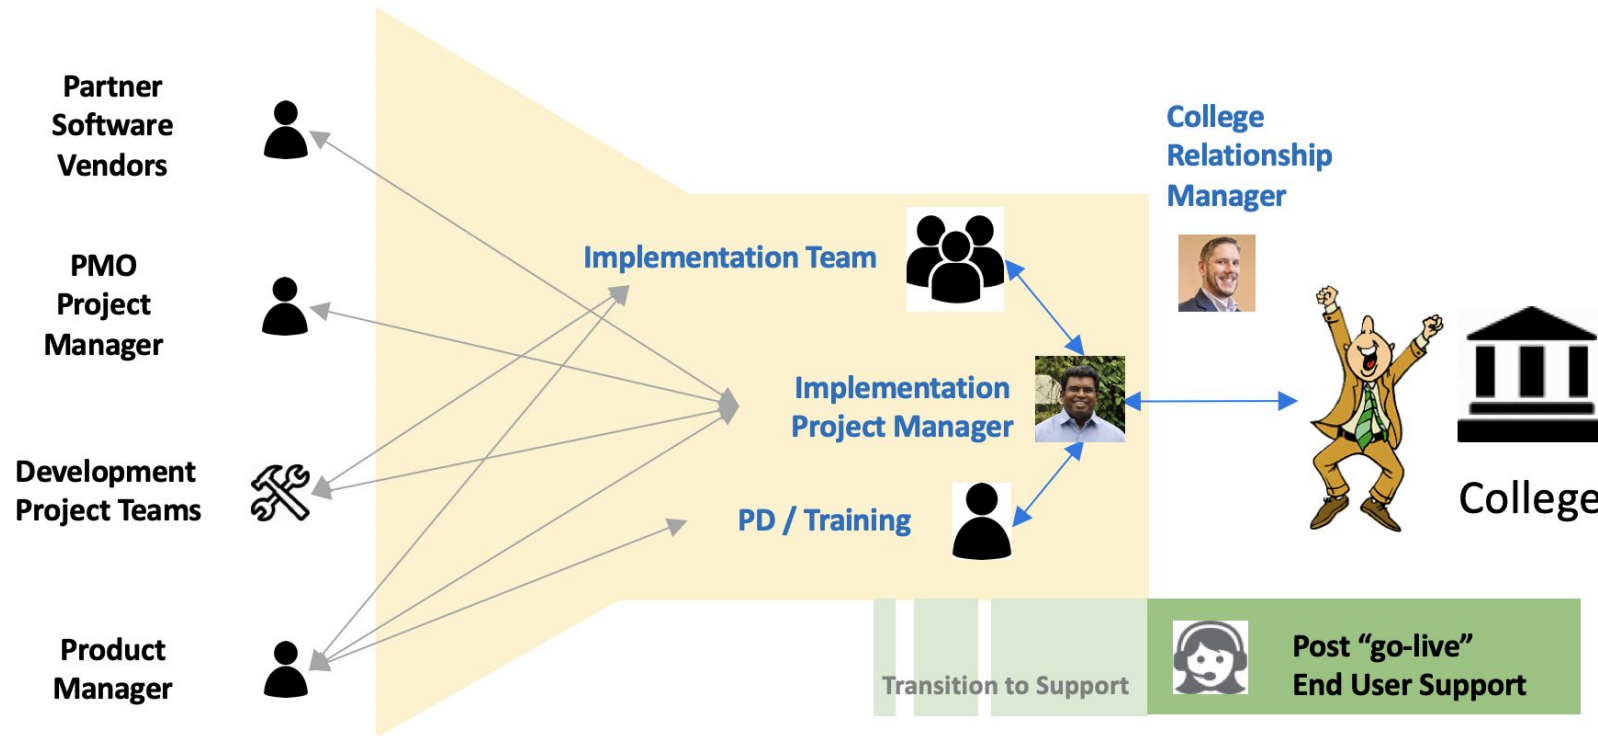 Partner
Software
Vendors
PMO
Project
Manager
Development
Project Teams
Product
Manager
Implementation Team
Implementation
Project Manager
PD / Training
College
Relationship
Manager
College
Transition to Support
Post “go-live”
End User Support